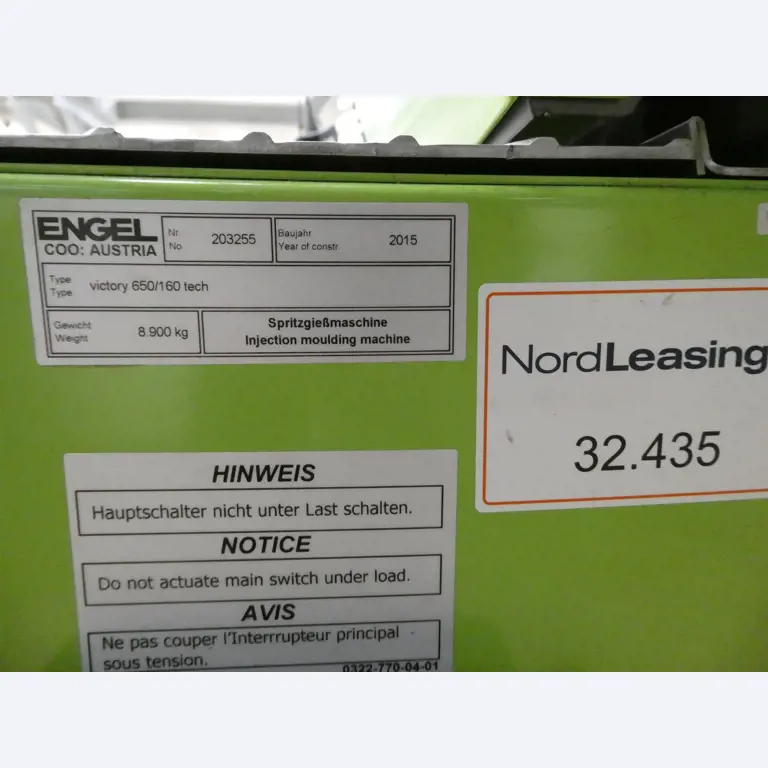 ENGEL
COO: AUSTRIA
Nr.
No.
203255
Baujahr
Year of constr.
2015
Type
Type
victory 650/160 tech
Gewicht
Weight
8.900 kg
Spritzgießmaschine
Injection moulding machine
NordLeasing
32.435
HINWEIS
Hauptschalter nicht unter Last schalten.
NOTICE
Do not actuate main switch under load.
AVIS
Ne pas couper l'Interrrupteur principal
sous tension.
0322-770-04-01